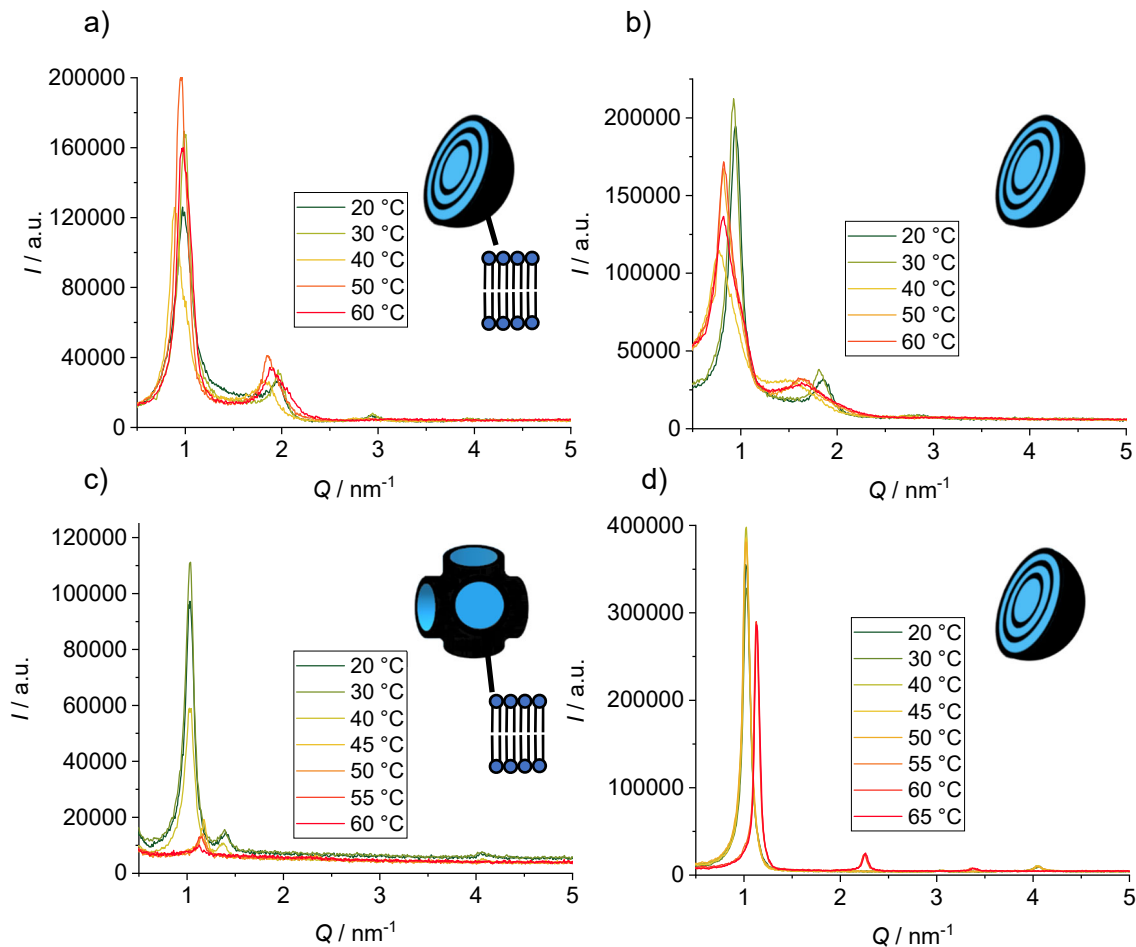 a)
I / a.u.
200000
160000
120000
80000
40000
0
1
2
3
4
5
Q / nm⁻¹
20 °C
30 °C
40 °C
50 °C
60 °C
b)
I / a.u.
200000
150000
100000
50000
0
1
2
3
4
5
Q / nm⁻¹
20 °C
30 °C
40 °C
50 °C
60 °C
c)
I / a.u.
120000
100000
80000
60000
40000
20000
0
1
2
3
4
5
Q / nm⁻¹
20 °C
30 °C
40 °C
45 °C
50 °C
55 °C
60 °C
d)
I / a.u.
400000
300000
200000
100000
0
1
2
3
4
5
Q / nm⁻¹
20 °C
30 °C
40 °C
45 °C
50 °C
55 °C
60 °C
65 °C